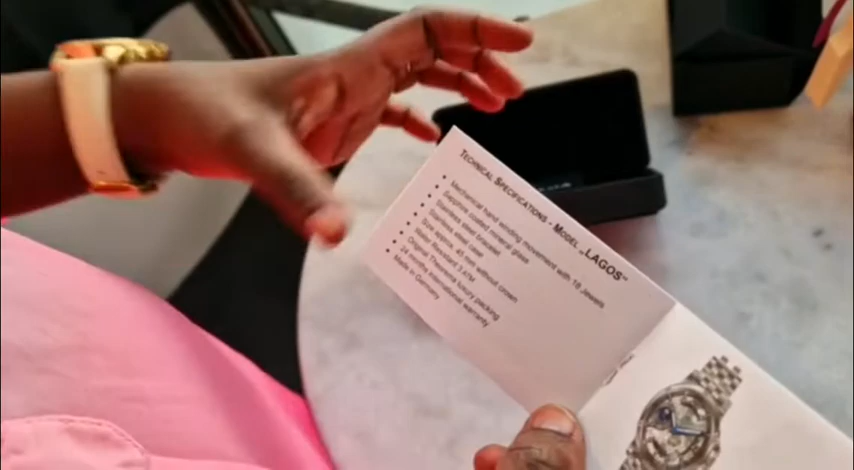 TECHNICAL SPECIFICATIONS - MODEL „LAGOS“
• Mechanical hand winding movement with 18 Jewels
• Sapphire coated mineral glass
• Stainless steel bracelet
• Stainless steel case
• Size approx. 45 mm without crown
• Water Resistant 3 ATM
• Original Theorema luxury packing
• 24 months international warranty
• Made in Germany